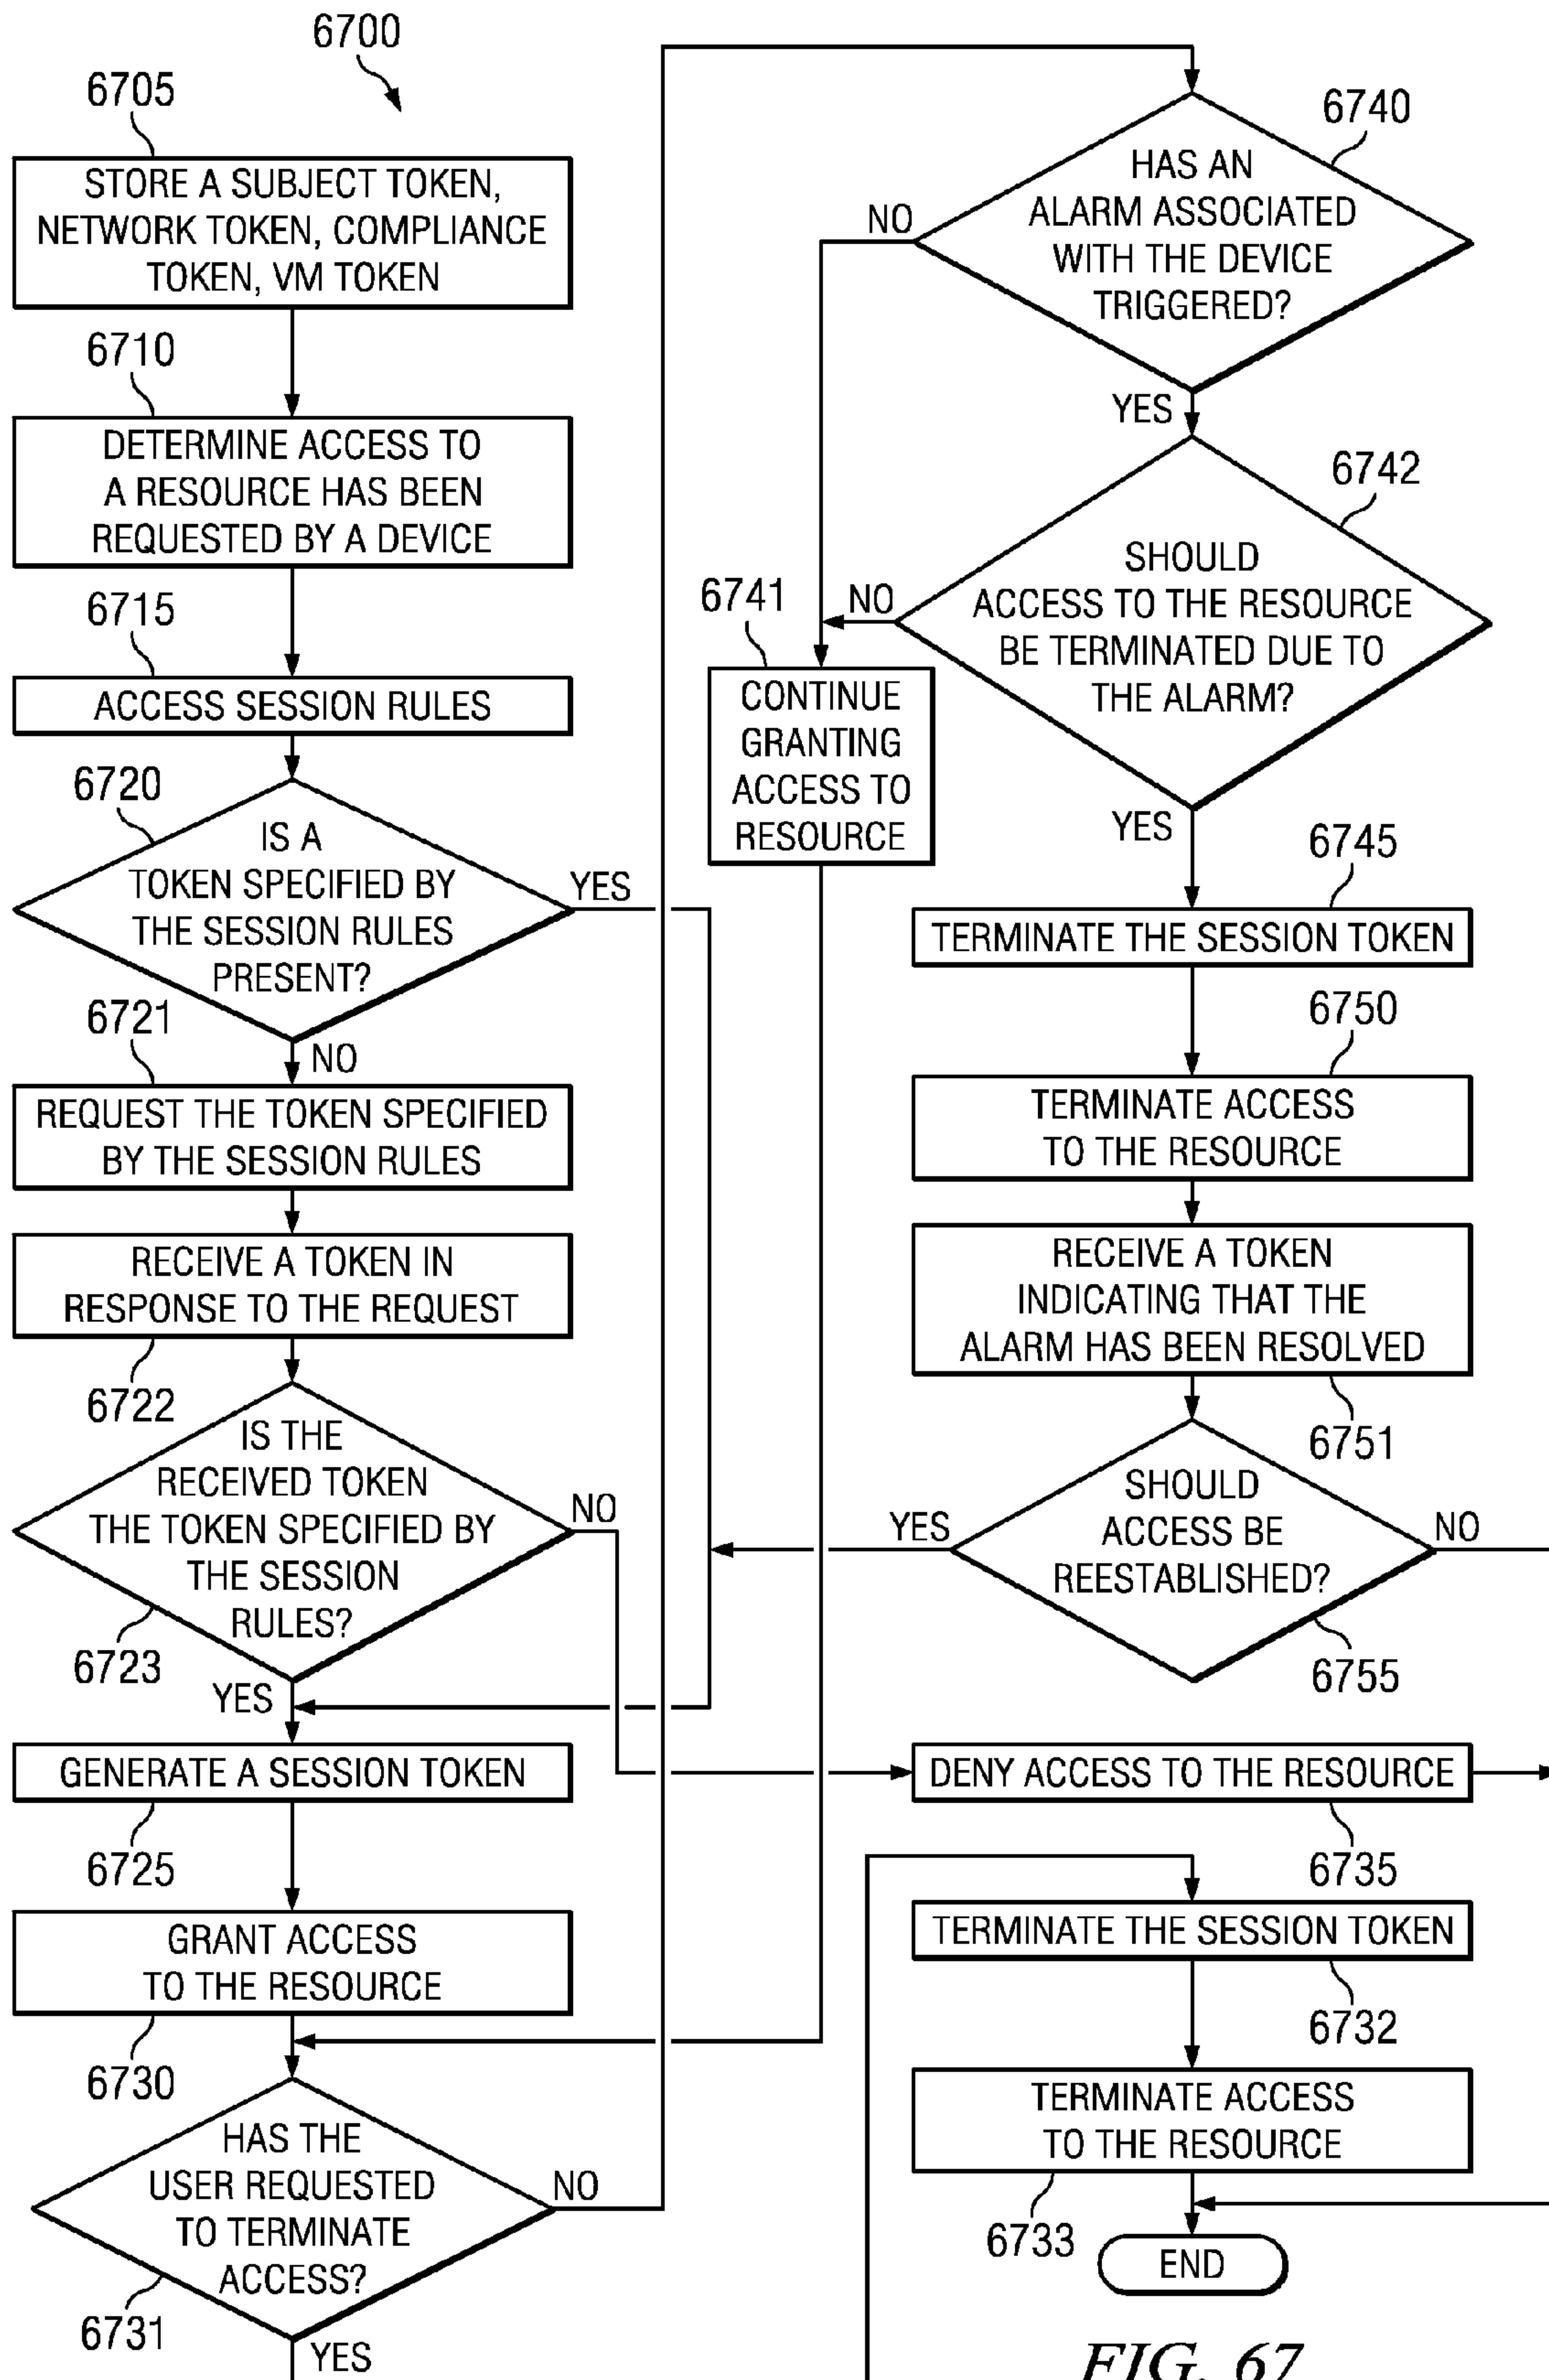 6700
6705
STORE A SUBJECT TOKEN,
NETWORK TOKEN, COMPLIANCE
TOKEN, VM TOKEN
6710
DETERMINE ACCESS TO
A RESOURCE HAS BEEN
REQUESTED BY A DEVICE
6715
ACCESS SESSION RULES
6720
IS A
TOKEN SPECIFIED BY
THE SESSION RULES
PRESENT?
YES
6721
NO
REQUEST THE TOKEN SPECIFIED
BY THE SESSION RULES
RECEIVE A TOKEN IN
RESPONSE TO THE REQUEST
6722
IS THE
RECEIVED TOKEN
THE TOKEN SPECIFIED BY
THE SESSION
RULES?
NO
6723
YES
GENERATE A SESSION TOKEN
6725
GRANT ACCESS
TO THE RESOURCE
6730
HAS THE
USER REQUESTED
TO TERMINATE
ACCESS?
NO
6731
YES
6740
HAS AN
ALARM ASSOCIATED
WITH THE DEVICE
TRIGGERED?
NO
YES
6742
SHOULD
ACCESS TO THE RESOURCE
BE TERMINATED DUE TO
THE ALARM?
NO
6741
CONTINUE
GRANTING
ACCESS TO
RESOURCE
YES
6745
TERMINATE THE SESSION TOKEN
6750
TERMINATE ACCESS
TO THE RESOURCE
RECEIVE A TOKEN
INDICATING THAT THE
ALARM HAS BEEN RESOLVED
6751
SHOULD
ACCESS BE
REESTABLISHED?
YES
NO
6755
DENY ACCESS TO THE RESOURCE
6735
TERMINATE THE SESSION TOKEN
6732
TERMINATE ACCESS
TO THE RESOURCE
6733
END
FIG. 67